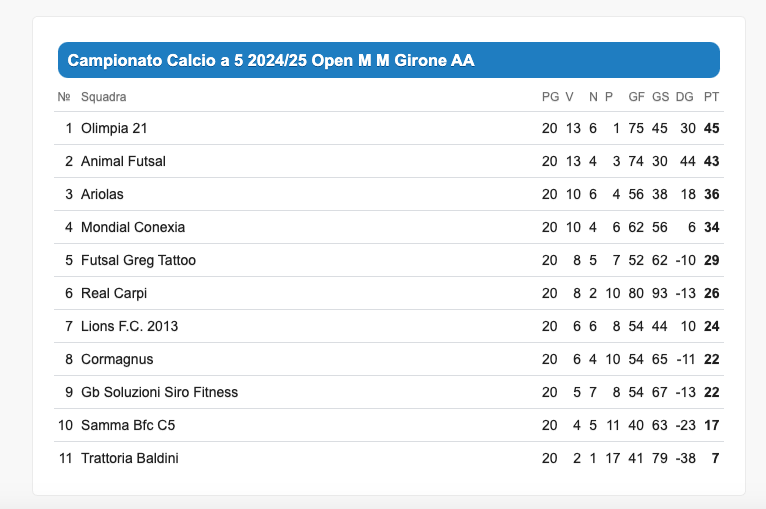 Campionato Calcio a 5 2024/25 Open M M Girone AA
№ Squadra PG V N P GF GS DG PT
1 Olimpia 21 20 13 6 1 75 45 30 45
2 Animal Futsal 20 13 4 3 74 30 44 43
3 Ariolas 20 10 6 4 56 38 18 36
4 Mondial Conexia 20 10 4 6 62 56 6 34
5 Futsal Greg Tattoo 20 8 5 7 52 62 -10 29
6 Real Carpi 20 8 2 10 80 93 -13 26
7 Lions F.C. 2013 20 6 6 8 54 44 10 24
8 Cormagnus 20 6 4 10 54 65 -11 22
9 Gb Soluzioni Siro Fitness 20 5 7 8 54 67 -13 22
10 Samma Bfc C5 20 4 5 11 40 63 -23 17
11 Trattoria Baldini 20 2 1 17 41 79 -38 7